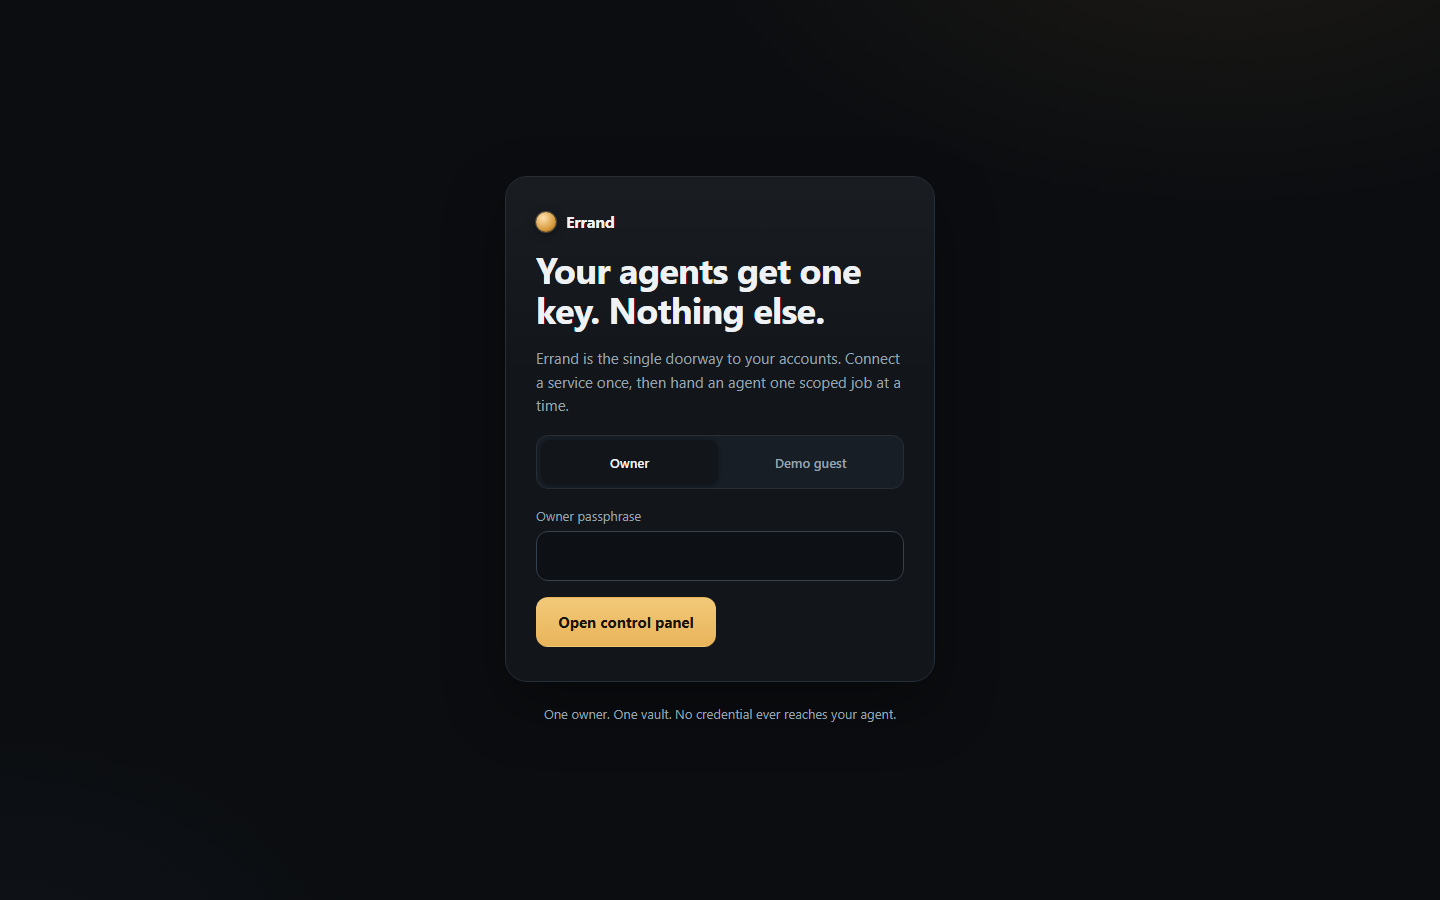 Errand
Your agents get one
key. Nothing else.
Errand is the single doorway to your accounts. Connect
a service once, then hand an agent one scoped job at a
time.
Owner
Demo guest
Owner passphrase
Open control panel
One owner. One vault. No credential ever reaches your agent.